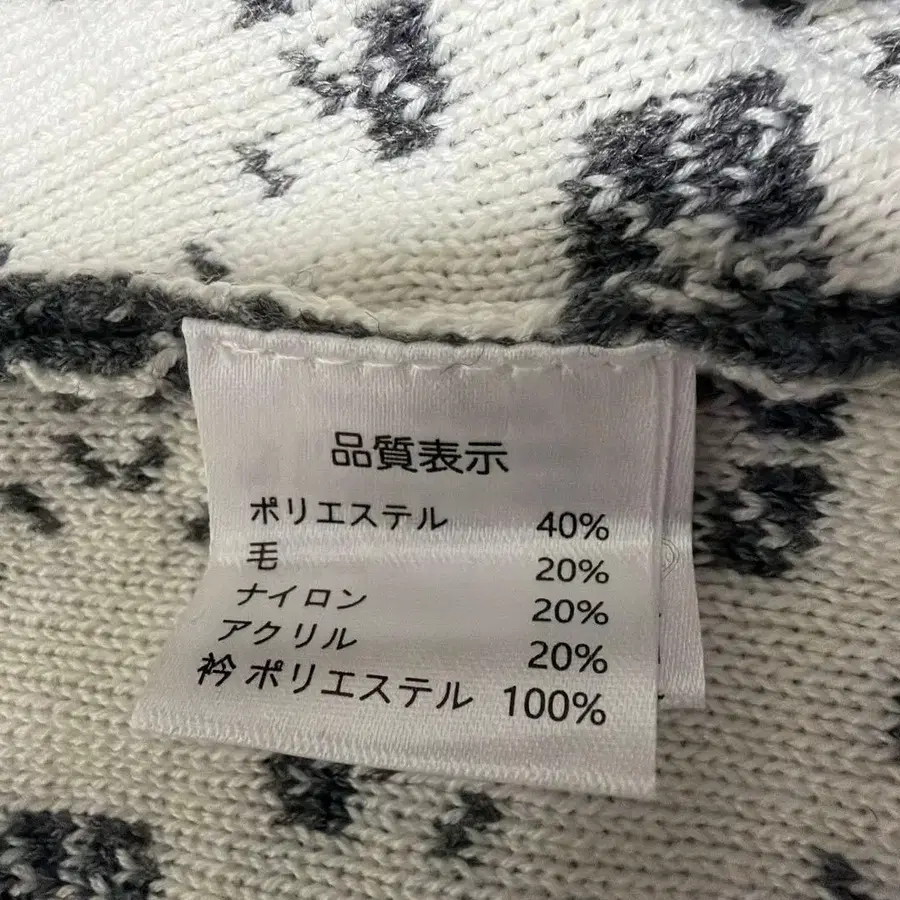 品質表示
ポリエステル 40%
毛 20%
ナイロン 20%
アクリル 20%
衿 ポリエステル 100%